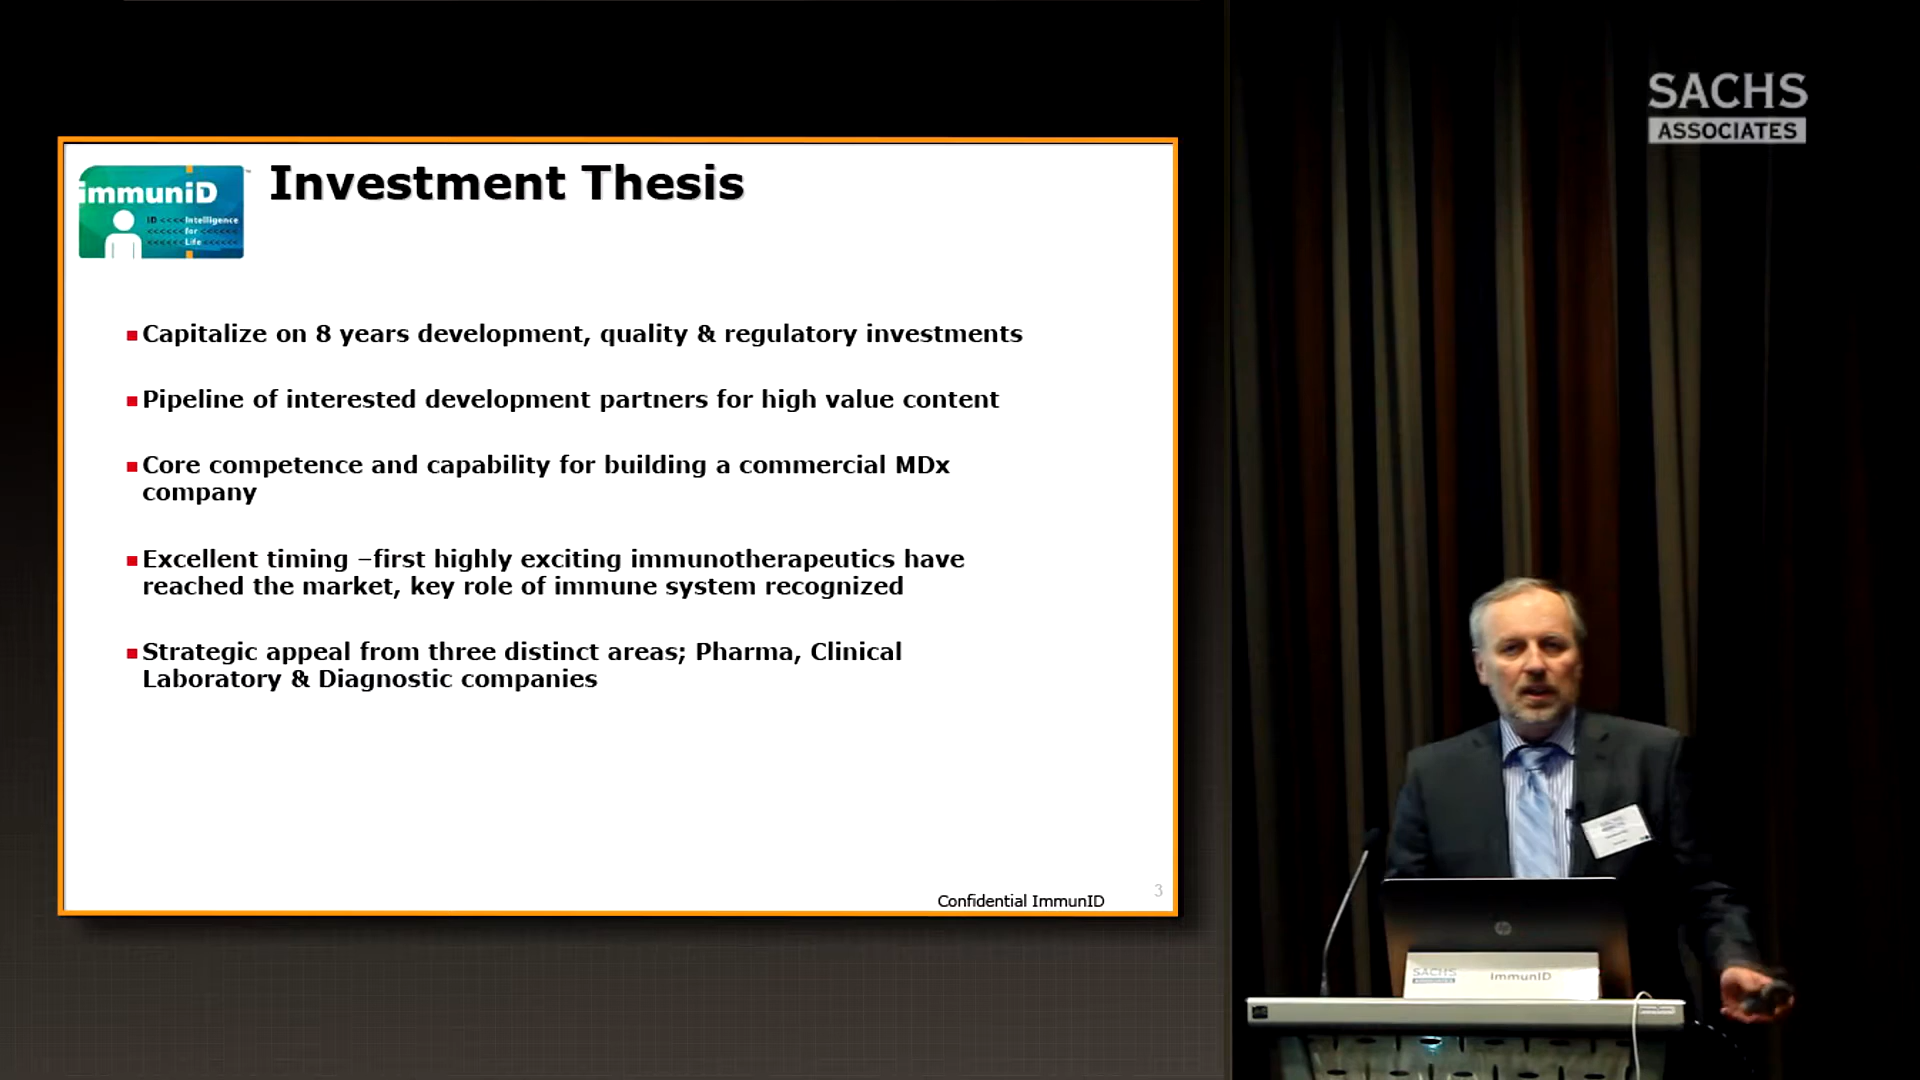 SACHS
ASSOCIATES
immuniD
Investment Thesis
ID <<<<Intelligence
<<<<<< for <<<<<<
<<<<<< Life <<<<<<
Capitalize on 8 years development, quality & regulatory investments
Pipeline of interested development partners for high value content
Core competence and capability for building a commercial MDx
company
Excellent timing –first highly exciting immunotherapeutics have
reached the market, key role of immune system recognized
Strategic appeal from three distinct areas; Pharma, Clinical
Laboratory & Diagnostic companies
Confidential ImmunID
3
hp
SACHS
ASSOCIATES
ImmunID